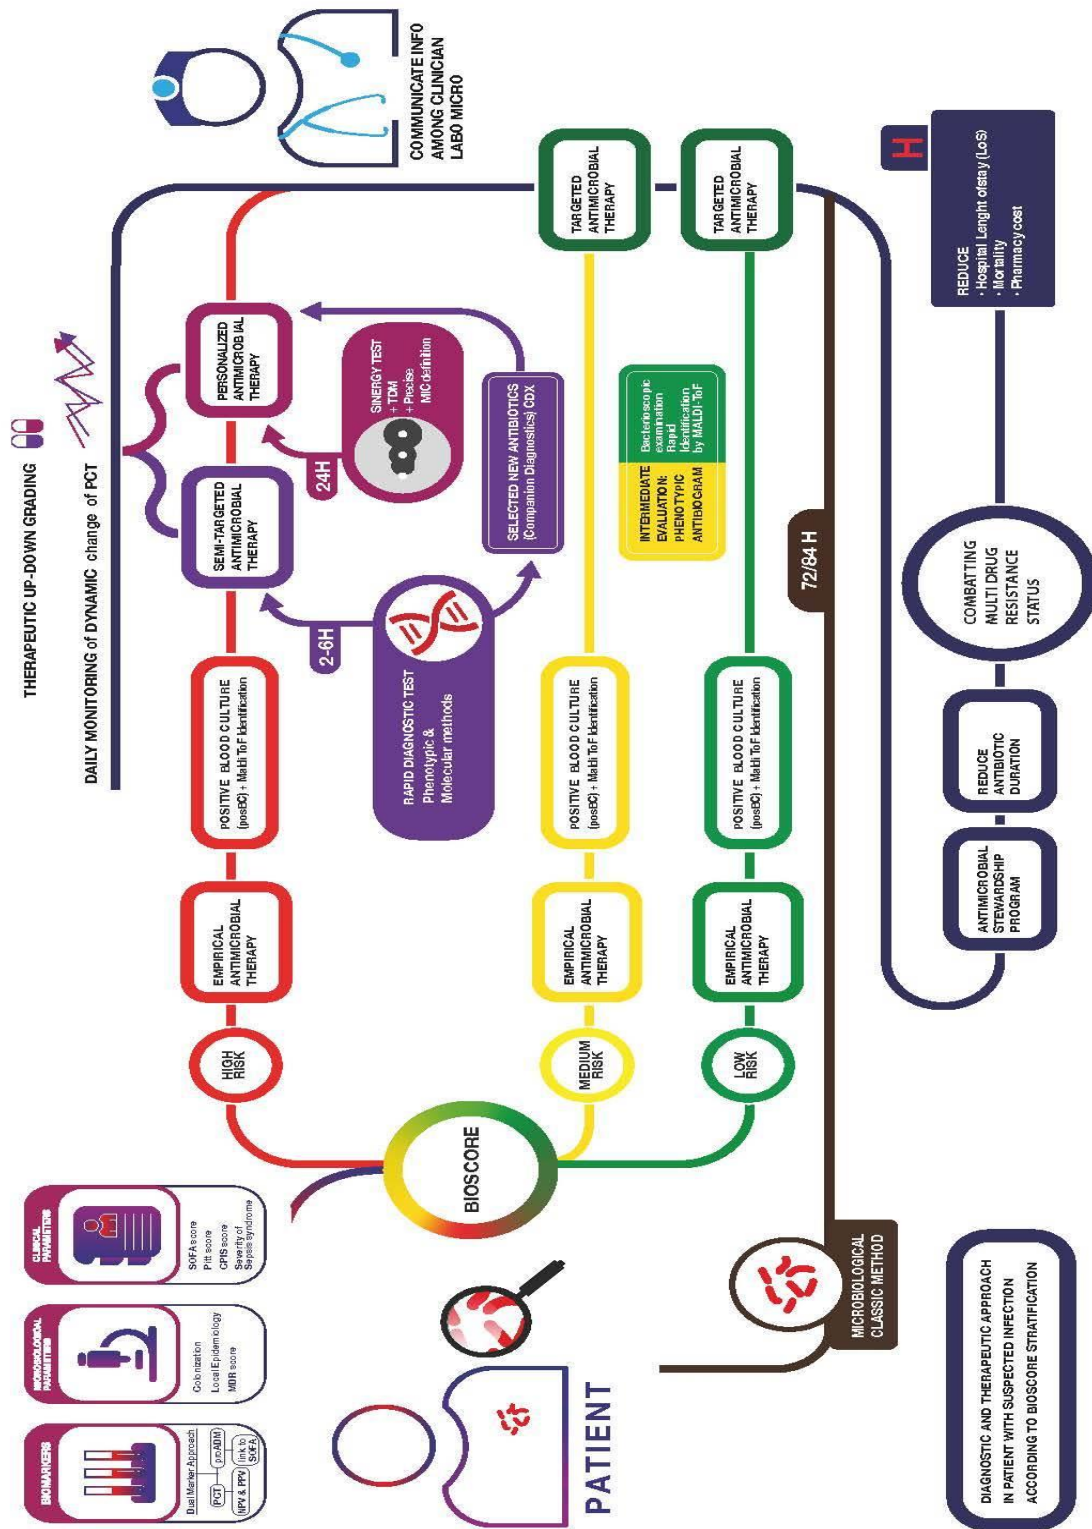 BIOMARKERS
Dual Marker Approach
PCT
proADM
NPV & PPV
link to
SOFA
MICROBIOLOGICAL
PARAMETERS
Colonization
Local Epidemiology
MDR score
CLINICAL
PARAMETERS
SOFA score
Pitt score
CPIS score
Severity of
Sepsis syndrome
THERAPEUTIC UP-DOWN GRADING
DAILY MONITORING of DYNAMIC change of PCT
PATIENT
BIOSCORE
HIGH
RISK
EMPIRICAL
ANTIMICROBIAL
THERAPY
POSITIVE BLOOD CULTURE
(posBC) + Maldi ToF Identification)
SEMI-TARGETED
ANTIMICROBIAL
THERAPY
PERSONALIZED
ANTIMICROBIAL
THERAPY
2-6H
24H
RAPID DIAGNOSTIC TEST
Phenotypic &
Molecular methods
SINERGY TEST
+ TDM
+ Precise
MIC definition
SELECTED NEW ANTIBIOTICS
(Companion Diagnostics) CDX
COMMUNICATE INFO
AMONG CLINICIAN
LABO MICRO
MEDIUM
RISK
EMPIRICAL
ANTIMICROBIAL
THERAPY
POSITIVE BLOOD CULTURE
(posBC) + Maldi ToF Identification)
TARGETED
ANTIMICROBIAL
THERAPY
INTERMEDIATE
EVALUATION:
PHENOTYPIC
ANTIBIOGRAM
Bacterioscopic
examination
Rapid
Identification
by MALDI-ToF
LOW
RISK
EMPIRICAL
ANTIMICROBIAL
THERAPY
POSITIVE BLOOD CULTURE
(posBC) + Maldi ToF Identification)
TARGETED
ANTIMICROBIAL
THERAPY
MICROBIOLOGICAL
CLASSIC METHOD
72/84 H
DIAGNOSTIC AND THERAPEUTIC APPROACH
IN PATIENT WITH SUSPECTED INFECTION
ACCORDING TO BIOSCORE STRATIFICATION
ANTIMICROBIAL
STEWARDSHIP
PROGRAM
REDUCE
ANTIBIOTIC
DURATION
COMBATTING
MULTI DRUG
RESISTANCE
STATUS
H
REDUCE
· Hospital Lenght ofstay (LoS)
· Mortality
· Pharmacy cost